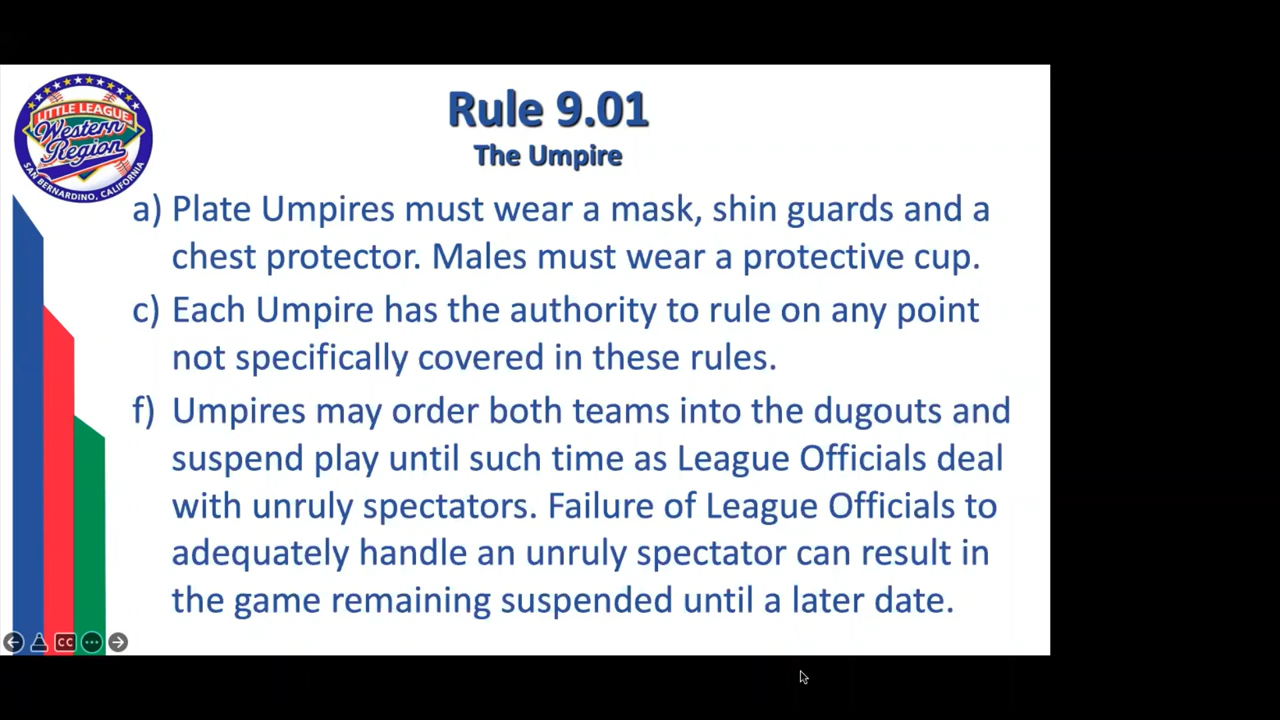 LITTLE LEAGUE
Western
Region
SAN BERNARDINO, CALIFORNIA
Rule 9.01
The Umpire
a) Plate Umpires must wear a mask, shin guards and a
chest protector. Males must wear a protective cup.
c) Each Umpire has the authority to rule on any point
not specifically covered in these rules.
f) Umpires may order both teams into the dugouts and
suspend play until such time as League Officials deal
with unruly spectators. Failure of League Officials to
adequately handle an unruly spectator can result in
the game remaining suspended until a later date.
CC